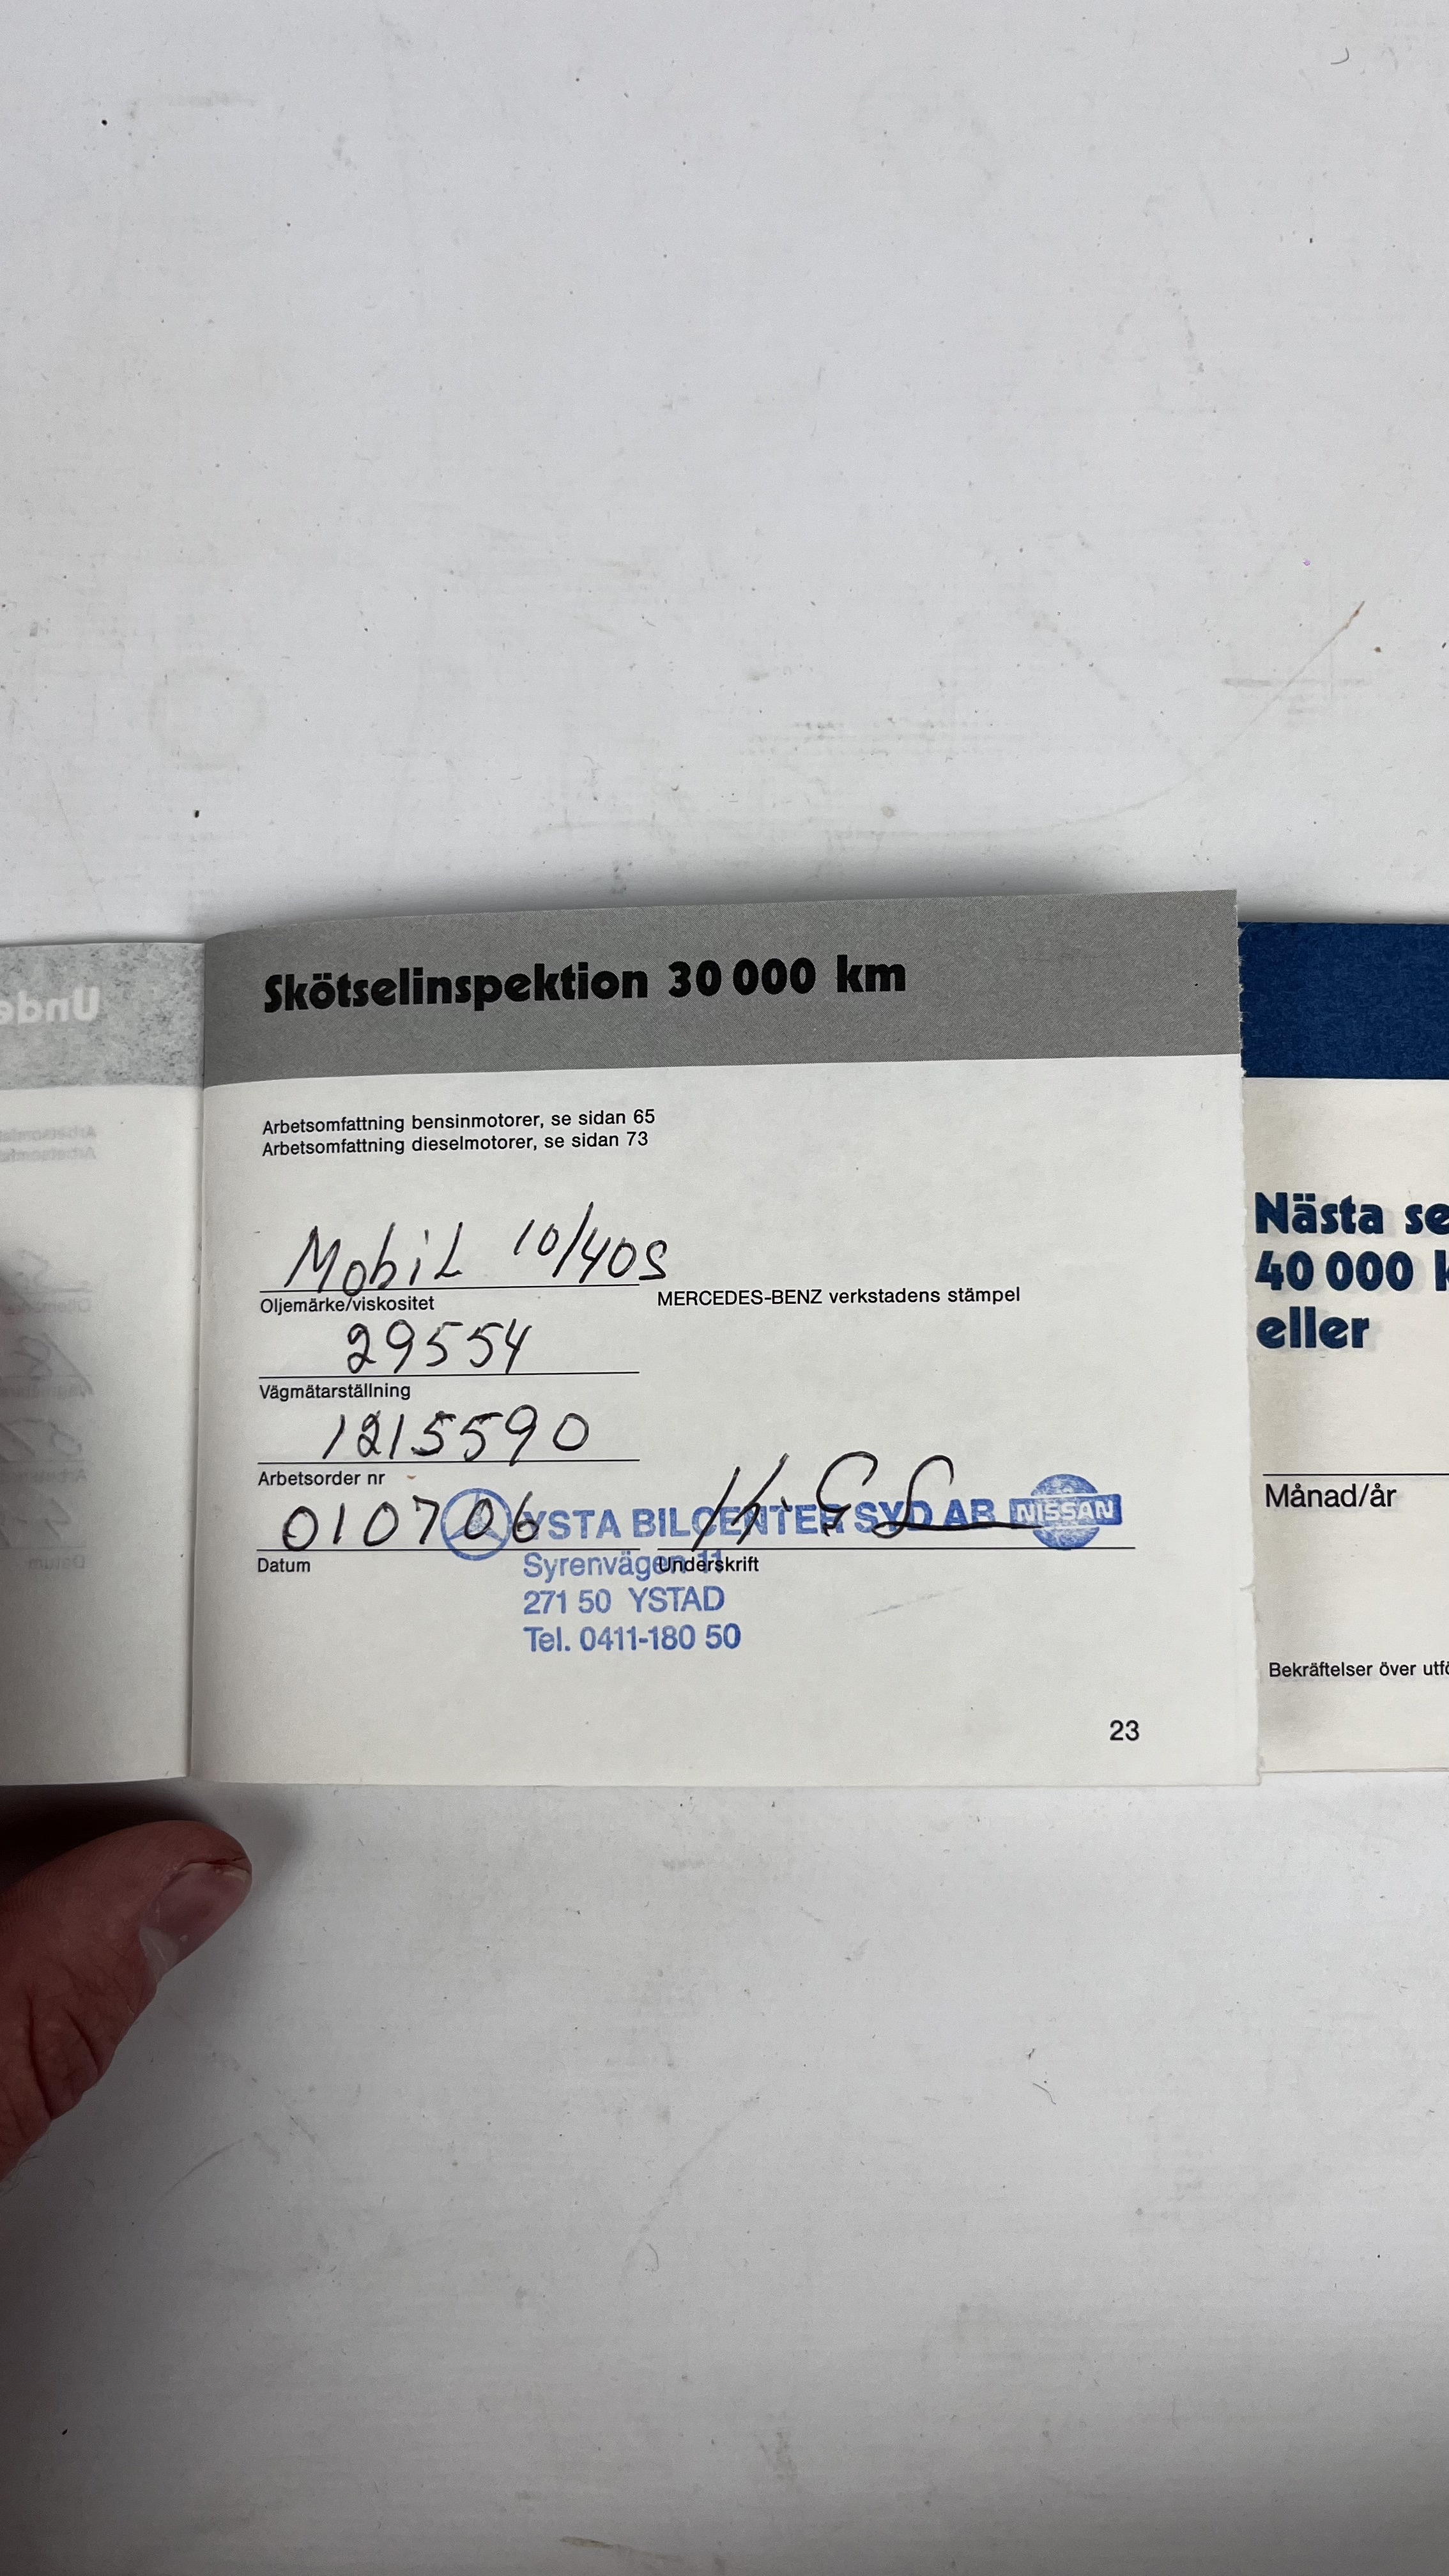 Skötselinspektion 30 000 km
Arbetsomfattning bensinmotorer, se sidan 65
Arbetsomfattning dieselmotorer, se sidan 73
Mobil 10/40S
Oljemärke/viskositet
MERCEDES-BENZ verkstadens stämpel
29554
Vägmätarställning
1215590
Arbetsorder nr
010706
YSTA BILCENTER SYD AB NISSAN
Datum
Underskrift
Syrenvägen 11
271 50 YSTAD
Tel. 0411-180 50
23
Nästa se
40 000 k
eller
Månad/år
Bekräftelser över utfö